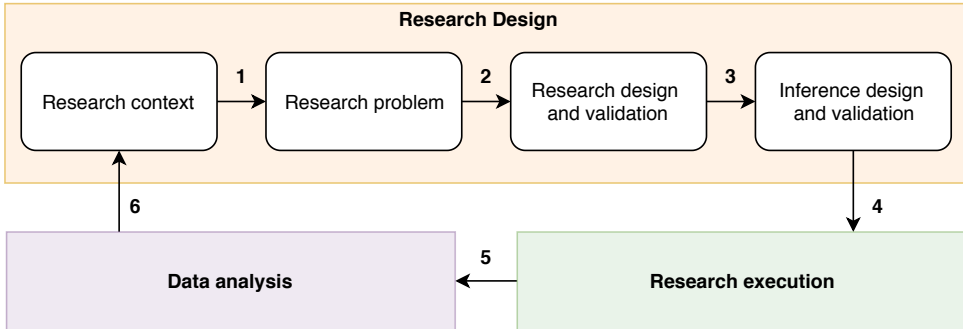 Research Design
Research context
1
Research problem
2
Research design
and validation
3
Inference design
and validation
4
Research execution
5
Data analysis
6